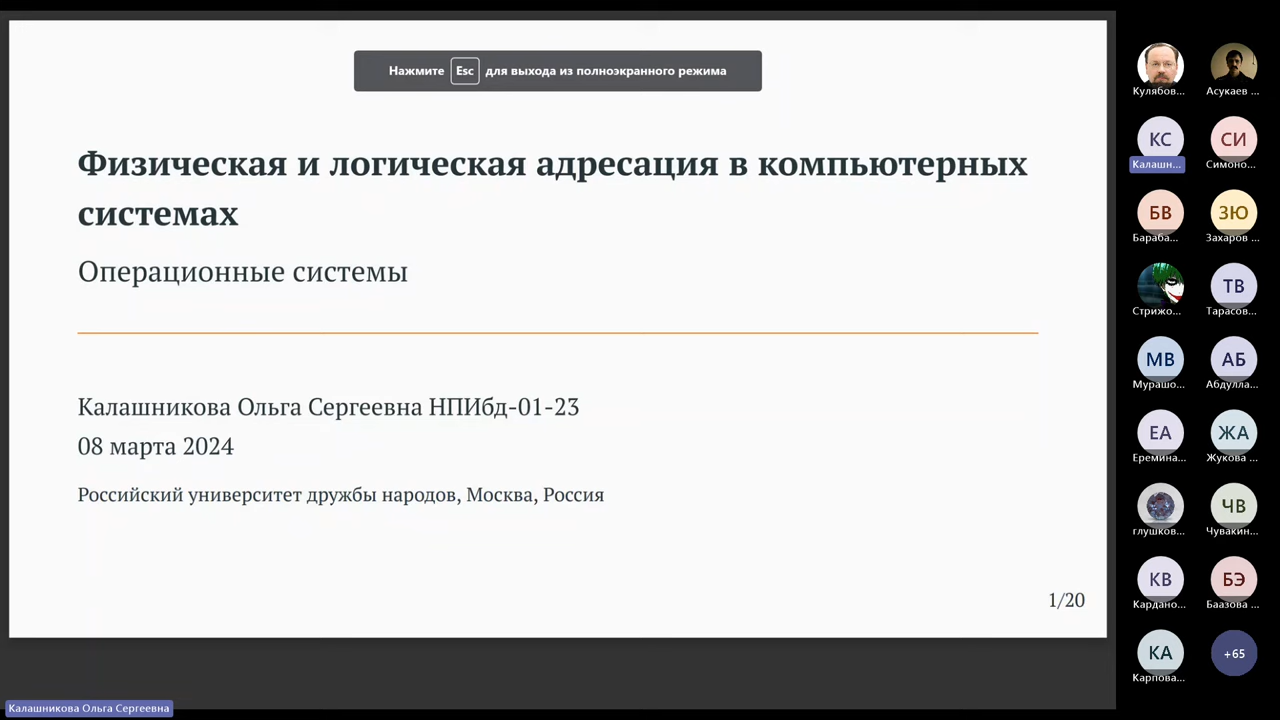 Нажмите Esc для выхода из полноэкранного режима
Физическая и логическая адресация в компьютерных
системах
Операционные системы
Калашникова Ольга Сергеевна НПИбд-01-23
08 марта 2024
Российский университет дружбы народов, Москва, Россия
1/20
Кулябов...
Асукаев ...
КС
Калашн...
СИ
Симоно...
БВ
Бараба...
ЗЮ
Захаров ...
Стрижо...
ТВ
Тарасов...
МВ
Мурашо...
АБ
Абдулла...
ЕА
Еремина...
ЖА
Жукова ...
глушков...
ЧВ
Чувакин...
КВ
Кардано...
БЭ
Баазова ...
КА
Карпова...
+65
Калашникова Ольга Сергеевна